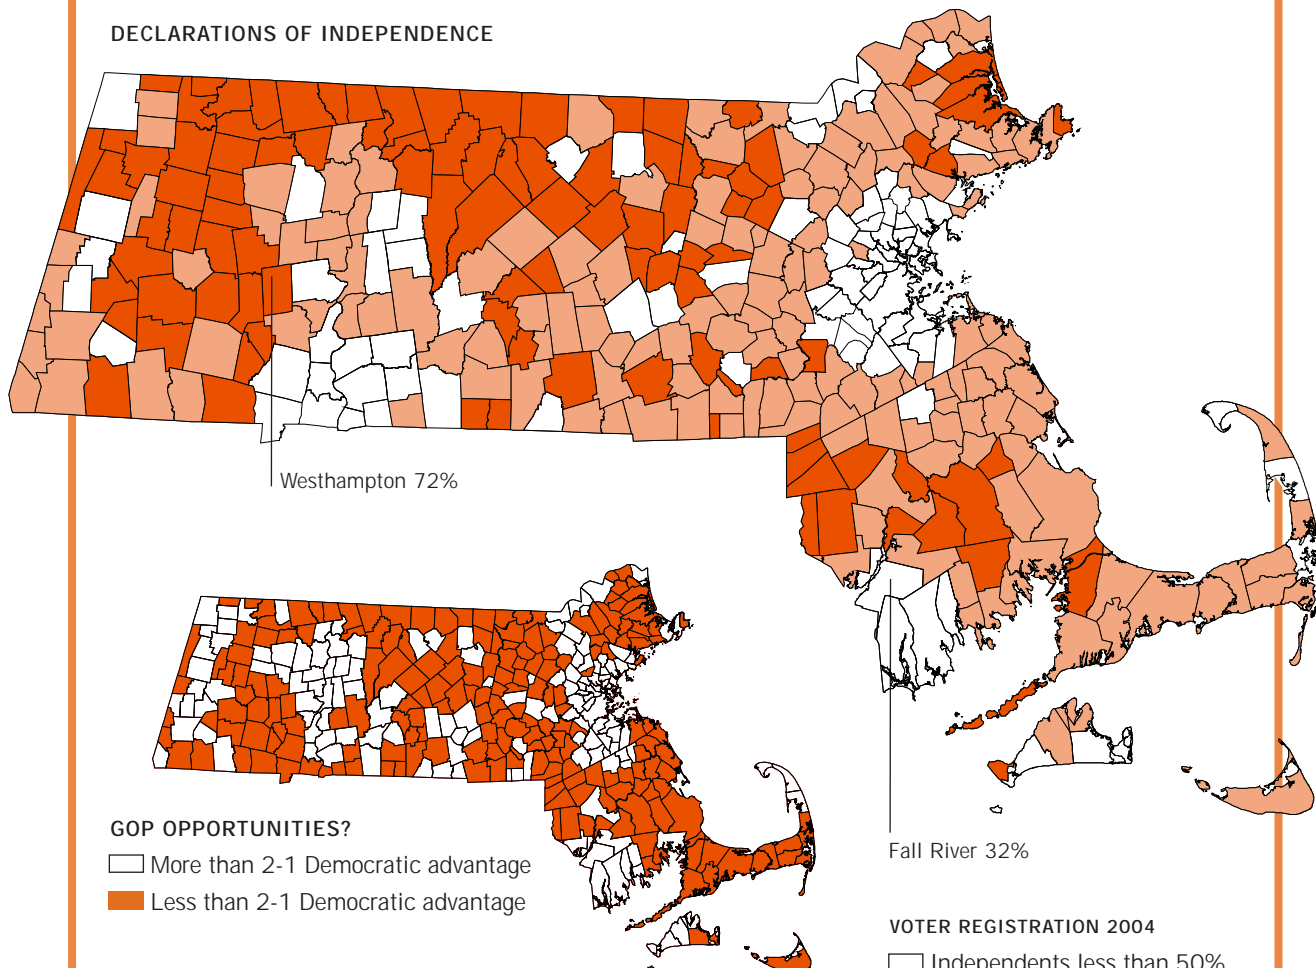 DECLARATIONS OF INDEPENDENCE
Westhampton 72%
Fall River 32%
GOP OPPORTUNITIES?
More than 2-1 Democratic advantage
Less than 2-1 Democratic advantage
VOTER REGISTRATION 2004
Independents less than 50%